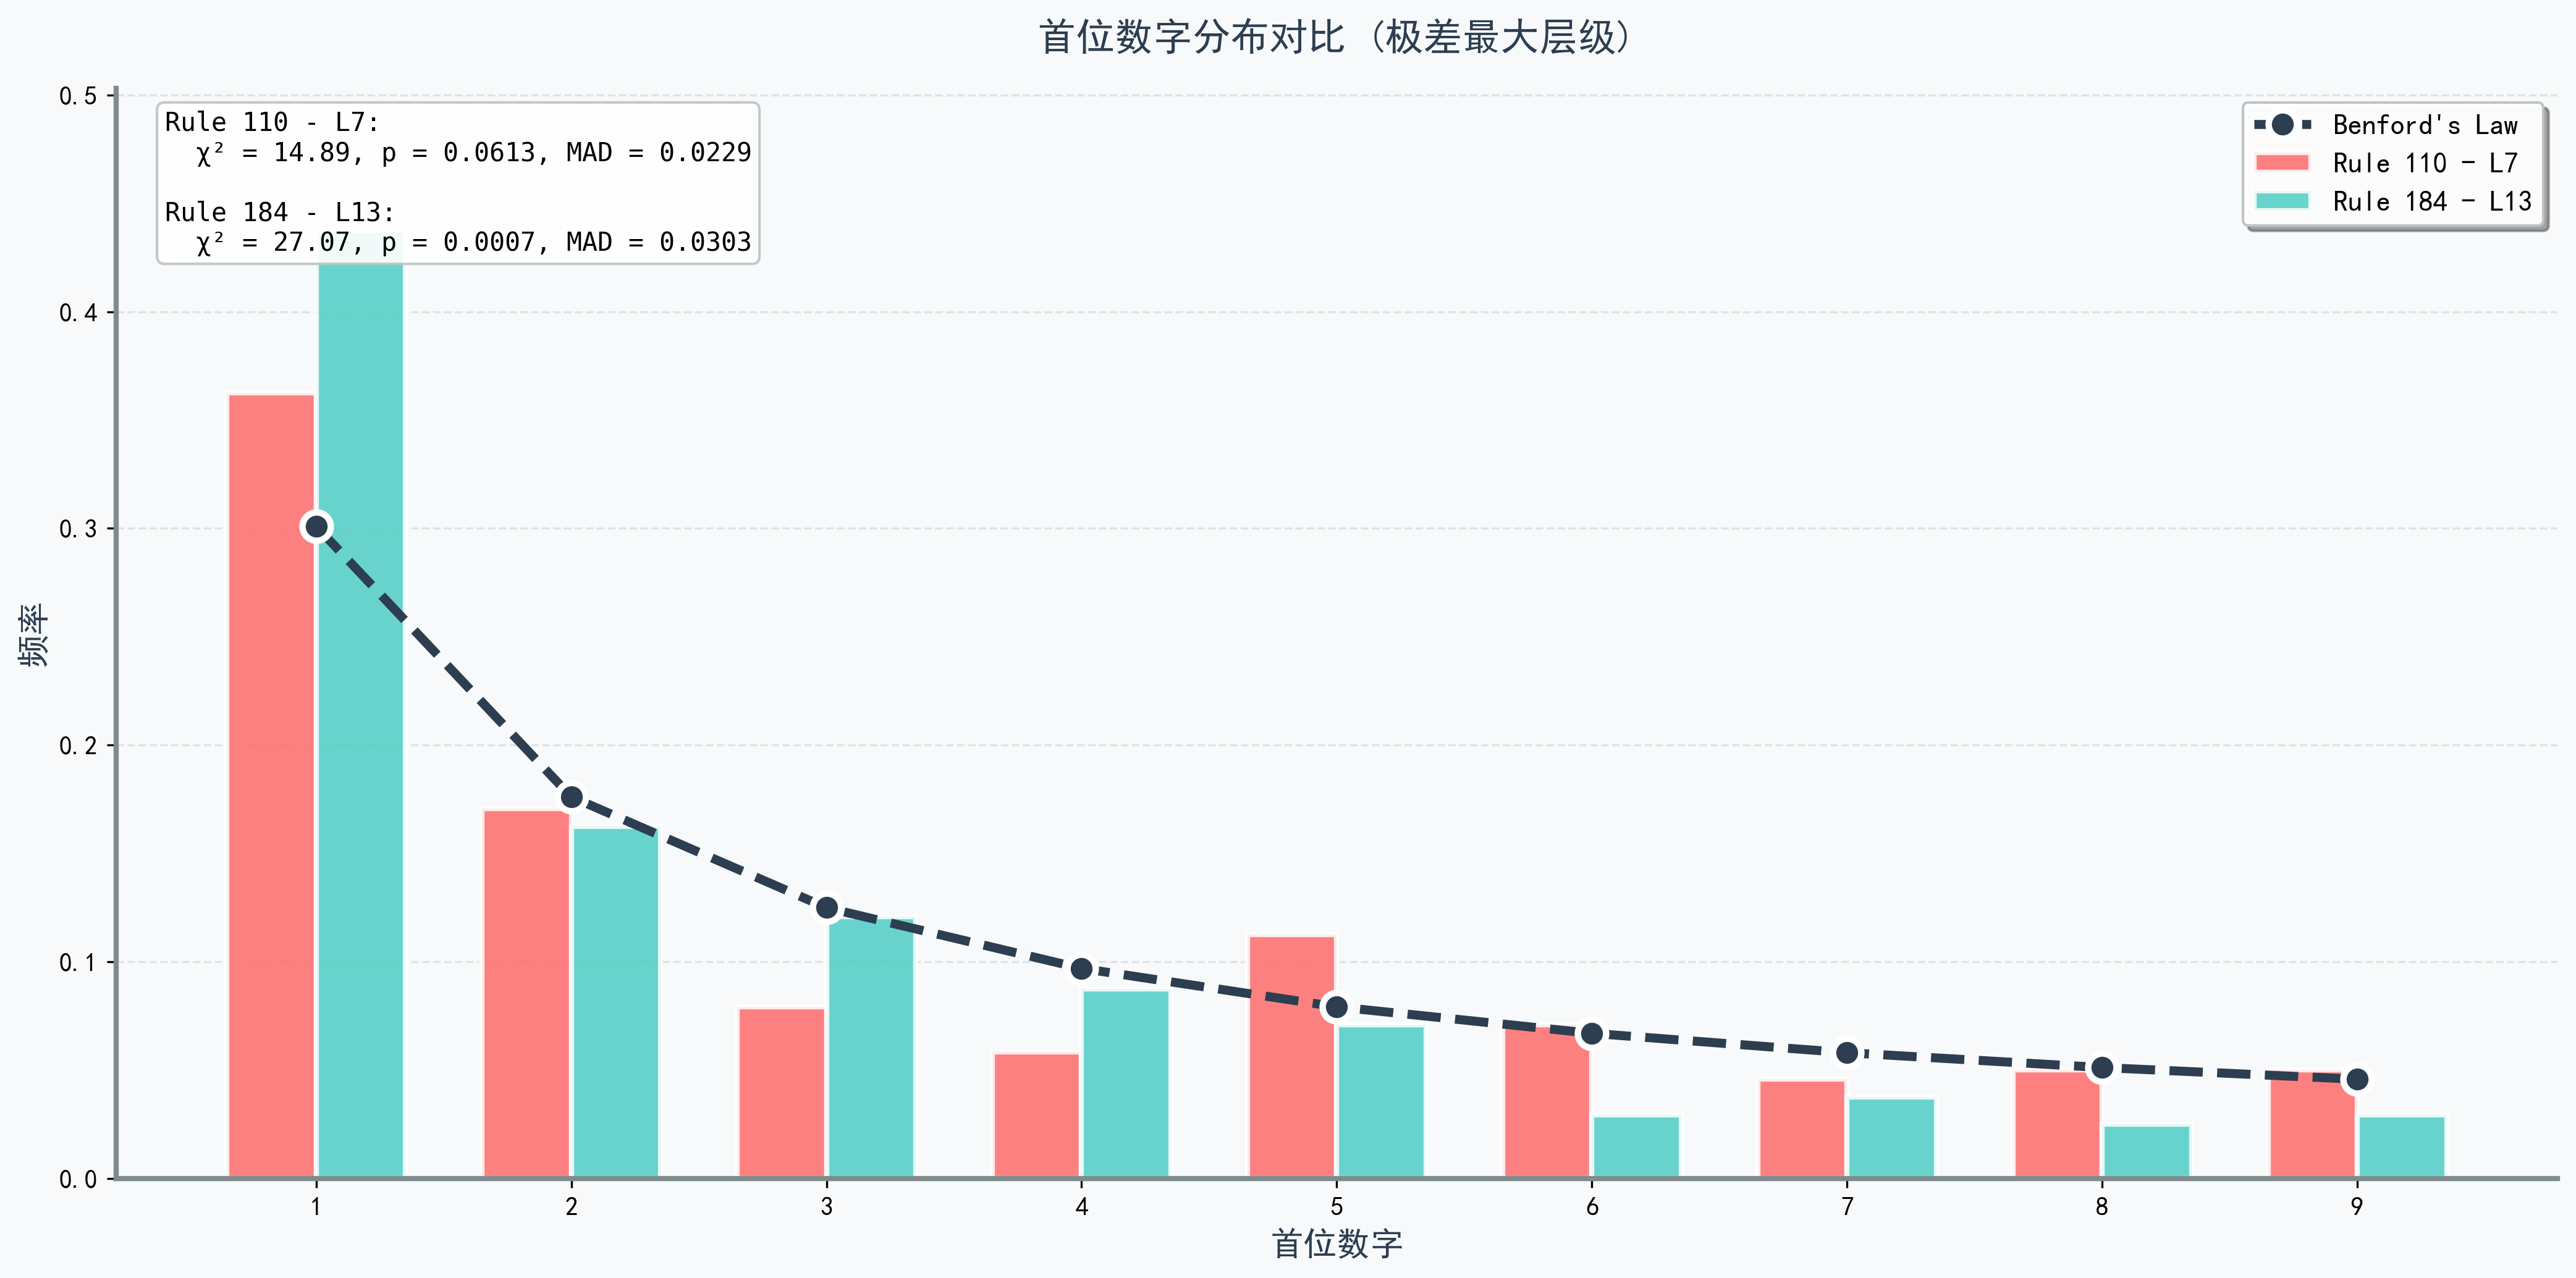 首位数字分布对比 (极差最大层级)
0.5
0.4
0.3
0.2
0.1
0.0
频率
Rule 110 - L7:
χ² = 14.89, p = 0.0613, MAD = 0.0229
Rule 184 - L13:
χ² = 27.07, p = 0.0007, MAD = 0.0303
Benford's Law
Rule 110 - L7
Rule 184 - L13
1 2 3 4 5 6 7 8 9
首位数字